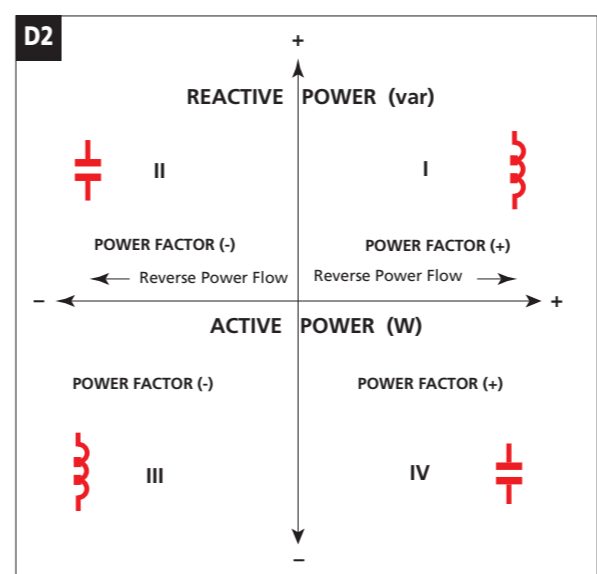 D2
+
REACTIVE POWER (var)
II
I
POWER FACTOR (-)
POWER FACTOR (+)
Reverse Power Flow
Reverse Power Flow
–
+
ACTIVE POWER (W)
POWER FACTOR (-)
POWER FACTOR (+)
III
IV
–